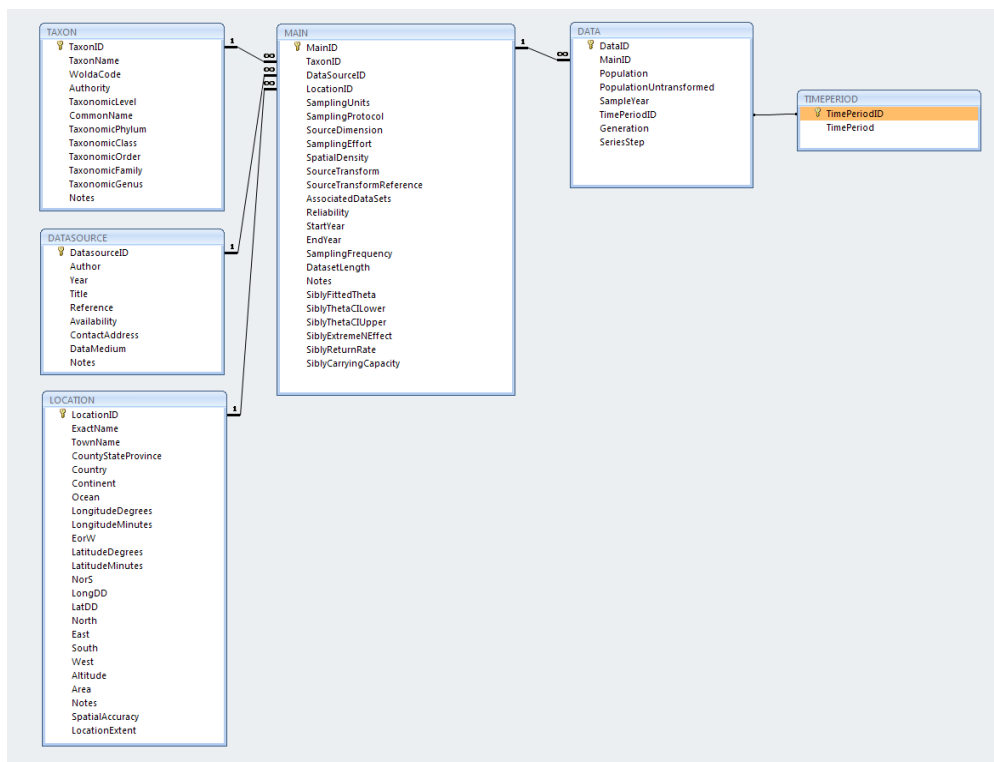 TAXON
TaxonID
TaxonName
WoldaCode
Authority
TaxonomicLevel
CommonName
TaxonomicPhylum
TaxonomicClass
TaxonomicOrder
TaxonomicFamily
TaxonomicGenus
Notes
1
DATASOURCE
DatasourceID
Author
Year
Title
Reference
Availability
ContactAddress
DataMedium
Notes
1
LOCATION
LocationID
ExactName
TownName
CountyStateProvince
Country
Continent
Ocean
LongitudeDegrees
LongitudeMinutes
EorW
LatitudeDegrees
LatitudeMinutes
NorS
LongDD
LatDD
North
East
South
West
Altitude
Area
Notes
SpatialAccuracy
LocationExtent
1
∞
∞
∞
MAIN
MainID
TaxonID
DataSourceID
LocationID
SamplingUnits
SamplingProtocol
SourceDimension
SamplingEffort
SpatialDensity
SourceTransform
SourceTransformReference
AssociatedDataSets
Reliability
StartYear
EndYear
SamplingFrequency
DatasetLength
Notes
SiblyFittedTheta
SiblyThetaCILower
SiblyThetaCIUpper
SiblyExtremeNEffect
SiblyReturnRate
SiblyCarryingCapacity
1
∞
DATA
DataID
MainID
Population
PopulationUntransformed
SampleYear
TimePeriodID
Generation
SeriesStep
TIMEPERIOD
TimePeriodID
TimePeriod